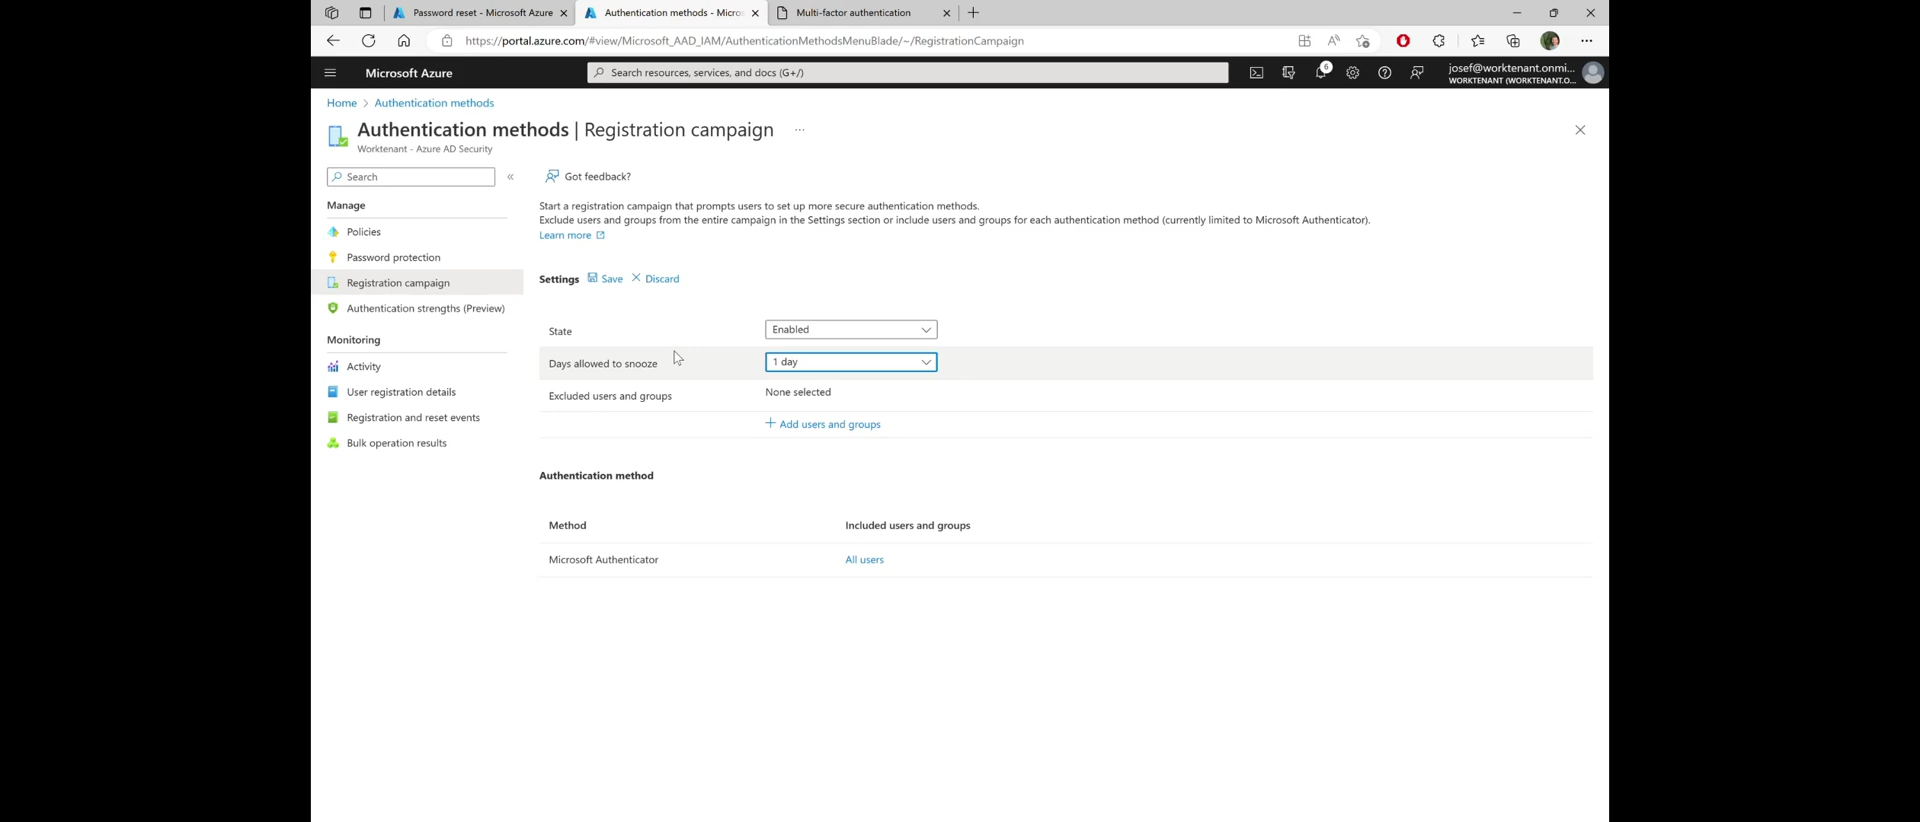 Password reset - Microsoft Azure
Authentication methods - Micros
Multi-factor authentication
https://portal.azure.com/#view/Microsoft_AAD_IAM/AuthenticationMethodsMenuBlade/~/RegistrationCampaign
Microsoft Azure
Search resources, services, and docs (G+/)
6
josef@worktenant.onmi...
WORKTENANT (WORKTENANT.O...
Home > Authentication methods
Authentication methods | Registration campaign ...
Worktenant - Azure AD Security
Search
«
Got feedback?
Manage
Policies
Password protection
Registration campaign
Authentication strengths (Preview)
Monitoring
Activity
User registration details
Registration and reset events
Bulk operation results
Start a registration campaign that prompts users to set up more secure authentication methods.
Exclude users and groups from the entire campaign in the Settings section or include users and groups for each authentication method (currently limited to Microsoft Authenticator).
Learn more
Settings Save Discard
State Enabled
Days allowed to snooze 1 day
Excluded users and groups None selected
+ Add users and groups
Authentication method
Method Included users and groups
Microsoft Authenticator All users